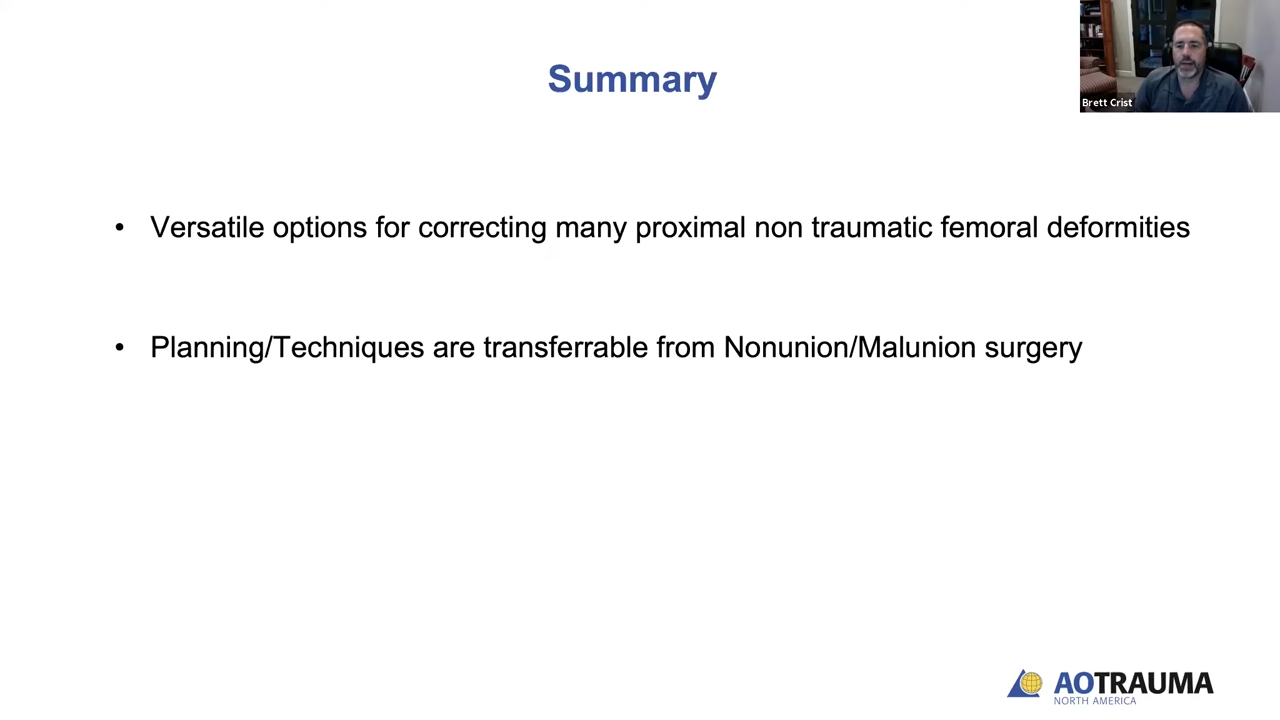 Summary
Brett Crist
• Versatile options for correcting many proximal non traumatic femoral deformities
• Planning/Techniques are transferrable from Nonunion/Malunion surgery
AOTRAUMA
NORTH AMERICA